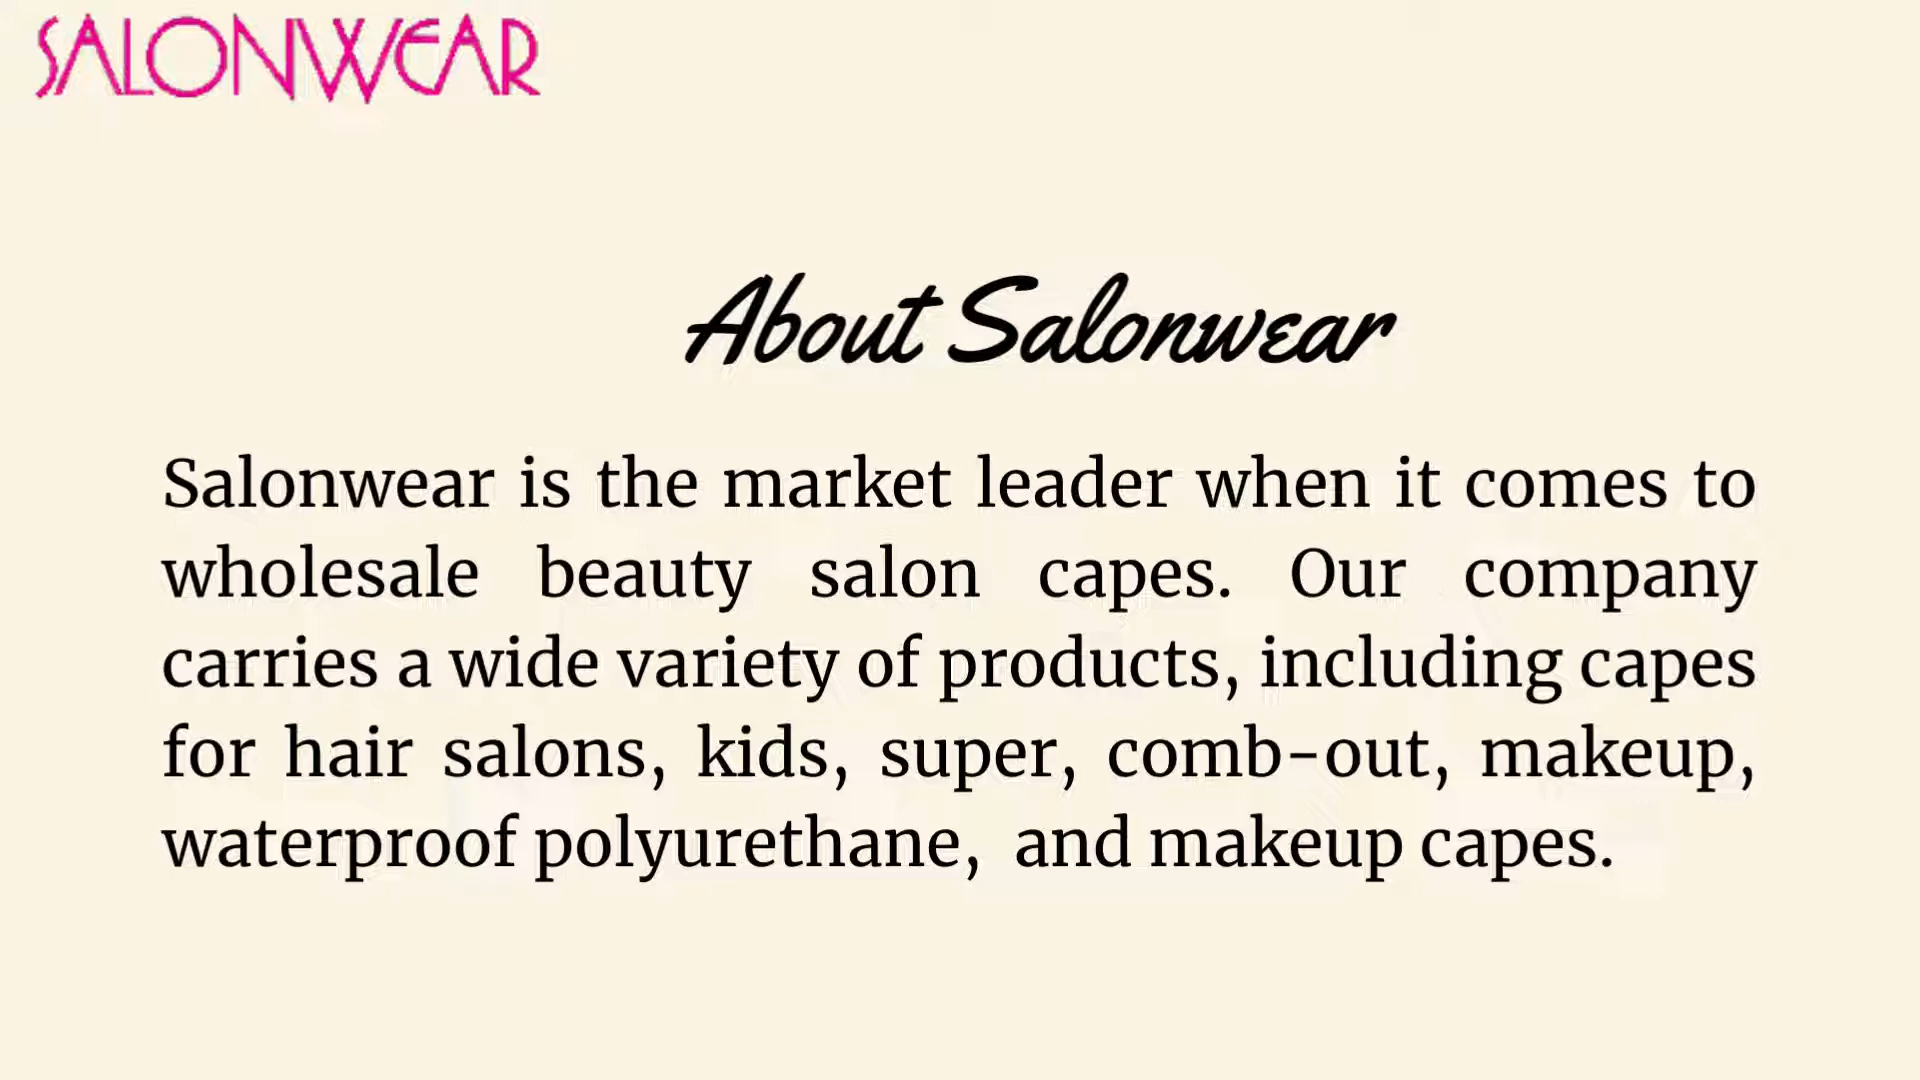 SALONWEAR
About Salonwear
Salonwear is the market leader when it comes to
wholesale beauty salon capes. Our company
carries a wide variety of products, including capes
for hair salons, kids, super, comb-out, makeup,
waterproof polyurethane,  and makeup capes.